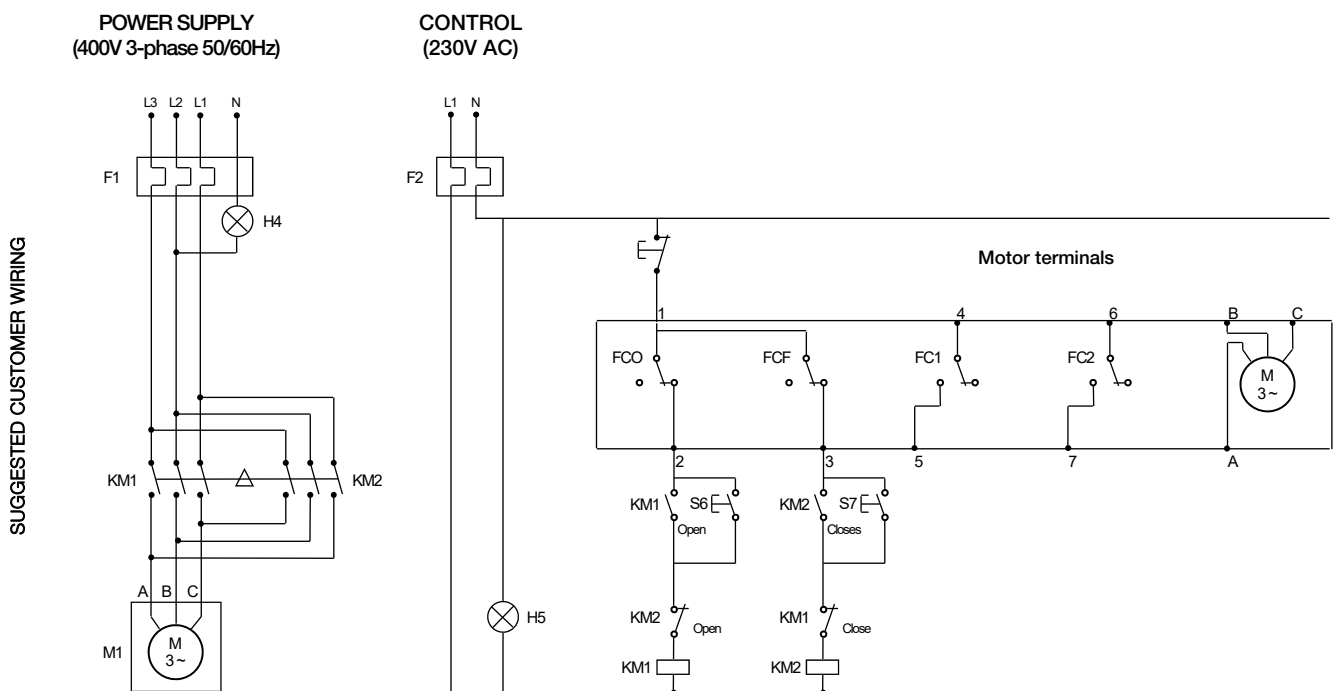 POWER SUPPLY
(400V 3-phase 50/60Hz)
CONTROL
(230V AC)
L3 L2 L1 N
L1 N
F1
F2
H4
SUGGESTED CUSTOMER WIRING
Motor terminals
1 4 6 B C
FCO FCF FC1 FC2
M
3~
KM1 KM2
2 3 5 7 A
KM1 S6 KM2 S7
Open Closes
A B C
H5
KM2 Open KM1 Close
M1
M
3~
KM1 KM2